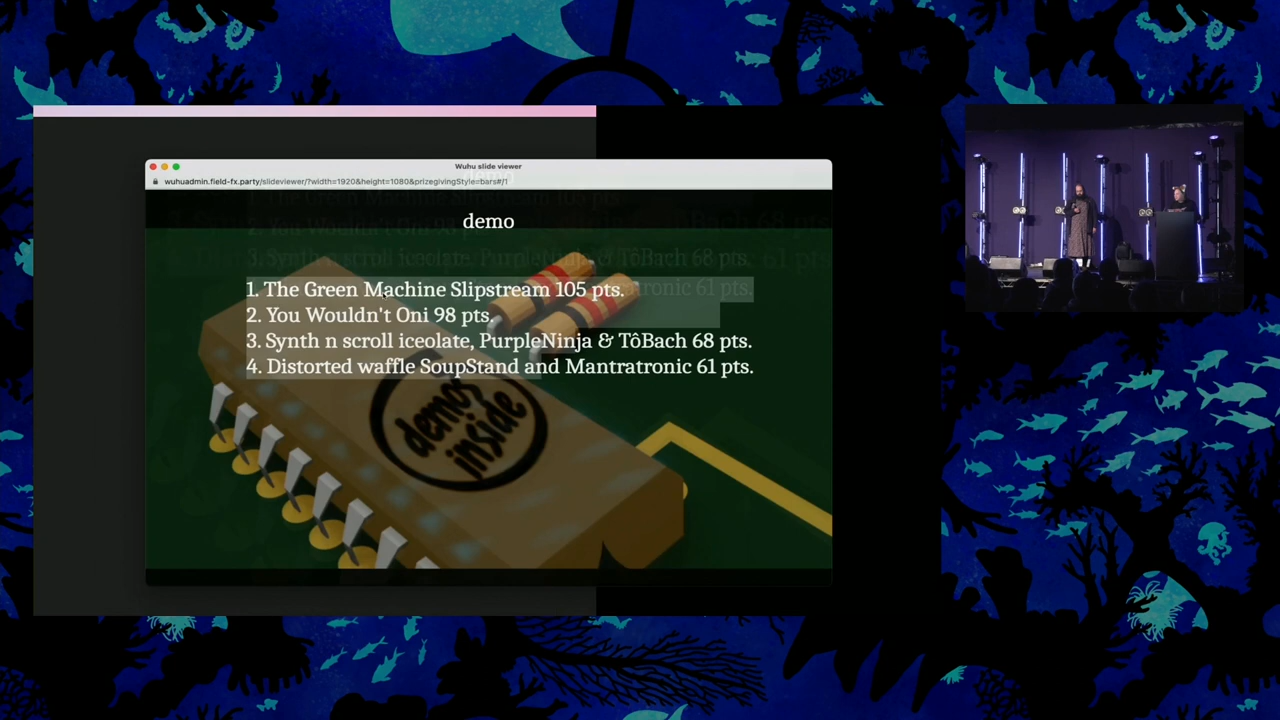 Wuhu slide viewer
wuhuadmin.field-fx.party/slideviewer/?width=1920&height=1080&prizegivingStyle=bars#/1
demo
1. The Green Machine Slipstream 105 pts.
2. You Wouldn't Oni 98 pts.
3. Synth n scroll iceolate, PurpleNinja & TôBach 68 pts.
4. Distorted waffle SoupStand and Mantratronic 61 pts.
demos
inside